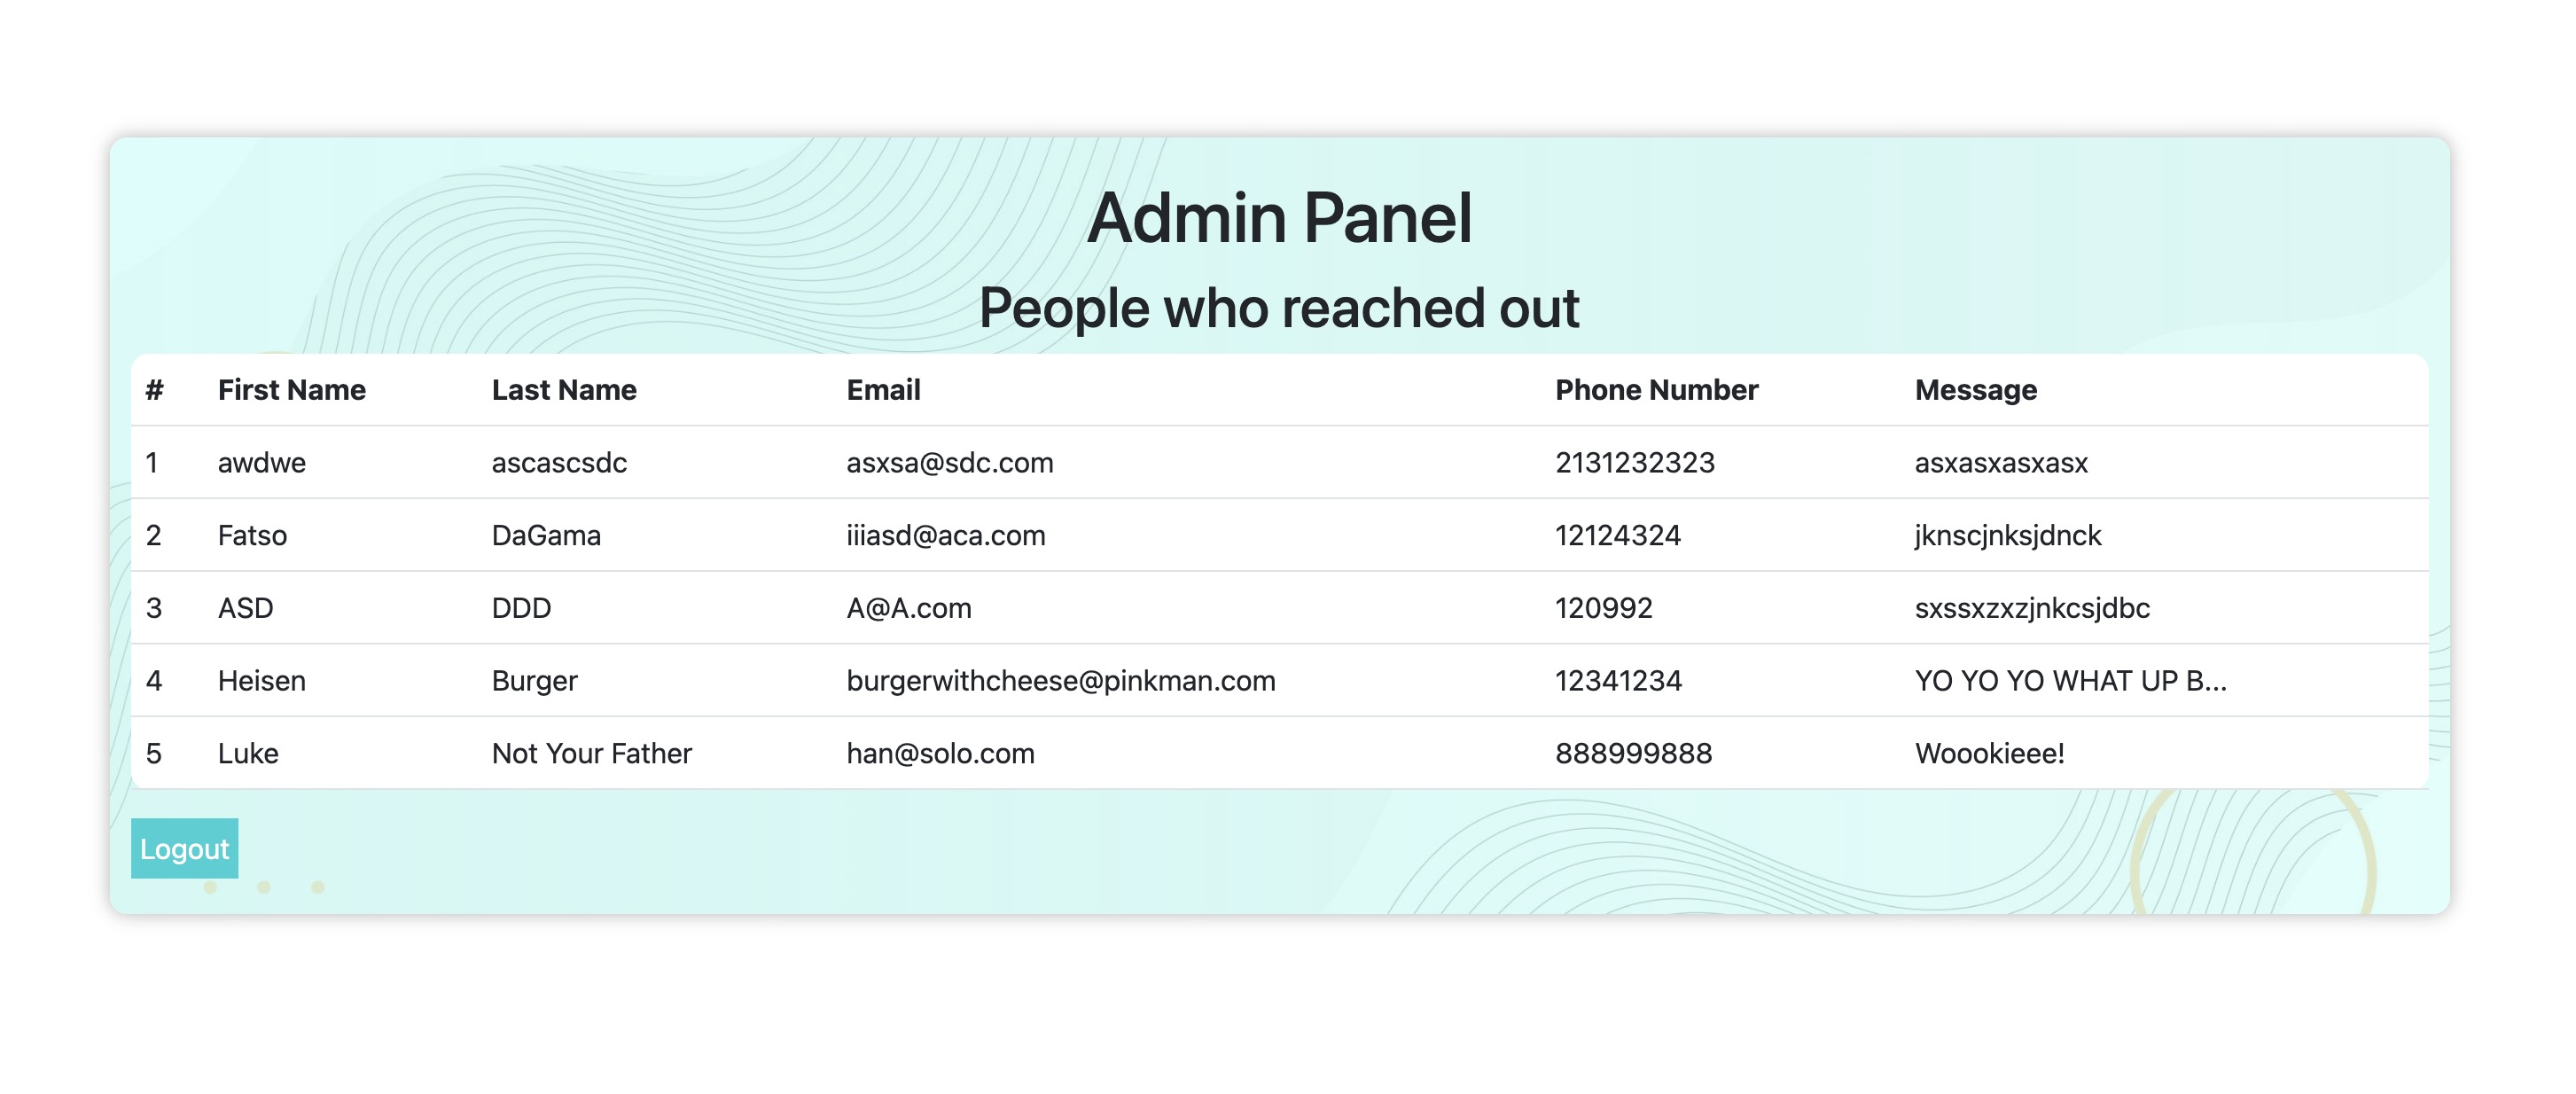 Admin Panel
People who reached out
# First Name Last Name Email Phone Number Message
1 awdwe ascascsdc asxsa@sdc.com 2131232323 asxasxasxasx
2 Fatso DaGama iiiasd@aca.com 12124324 jknscjnksjdnck
3 ASD DDD A@A.com 120992 sxssxzxzjnkcsjdbc
4 Heisen Burger burgerwithcheese@pinkman.com 12341234 YO YO YO WHAT UP B...
5 Luke Not Your Father han@solo.com 888999888 Woookieee!
Logout